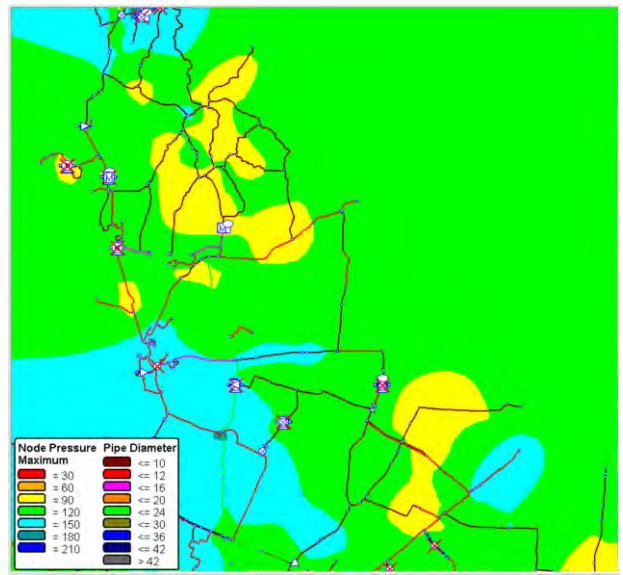 Node Pressure Pipe Diameter
Maximum
= 30 <= 10
= 60 <= 12
= 90 <= 16
= 120 <= 20
= 150 <= 24
= 180 <= 30
= 210 <= 36
<= 42
> 42
M
M